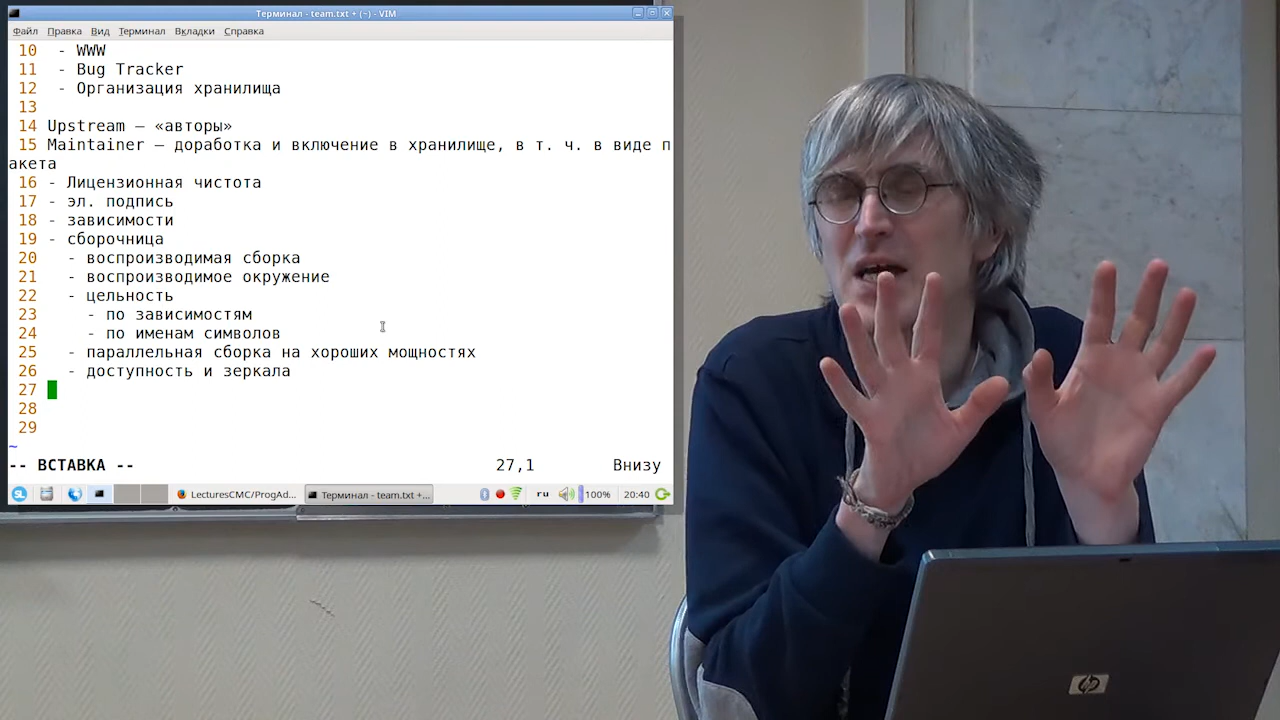 Терминал - team.txt + (~) - VIM
Файл Правка Вид Терминал Вкладки Справка
10 - WWW
11 - Bug Tracker
12 - Организация хранилища
13
14 Upstream — «авторы»
15 Maintainer — доработка и включение в хранилище, в т. ч. в виде п
акета
16 - Лицензионная чистота
17 - эл. подпись
18 - зависимости
19 - сборочница
20 - воспроизводимая сборка
21 - воспроизводимое окружение
22 - цельность
23 - по зависимостям
24 - по именам символов
25 - параллельная сборка на хороших мощностях
26 - доступность и зеркала
27
28
29
~
-- ВСТАВКА -- 27,1 Внизу
LecturesCMC/ProgAd... Терминал - team.txt +... ru 100% 20:40
hp